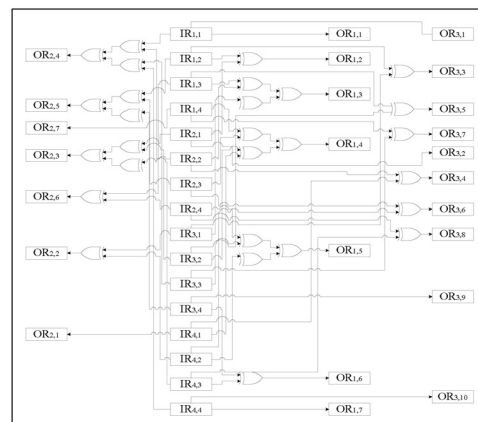 IR1,1 OR1,1 OR3,1
OR2,4 IR1,2 OR1,2 OR3,3
IR1,3 OR1,3
OR2,5 IR1,4 OR3,5
OR2,7 IR2,1 OR1,4 OR3,7
OR2,3 IR2,2 OR3,2
IR2,3 OR3,4
OR2,6 IR2,4 OR3,6
IR3,1 OR3,8
OR2,2 IR3,2 OR1,5
IR3,3
IR3,4 OR3,9
OR2,1 IR4,1
IR4,2
IR4,3 OR1,6
IR4,4 OR1,7 OR3,10